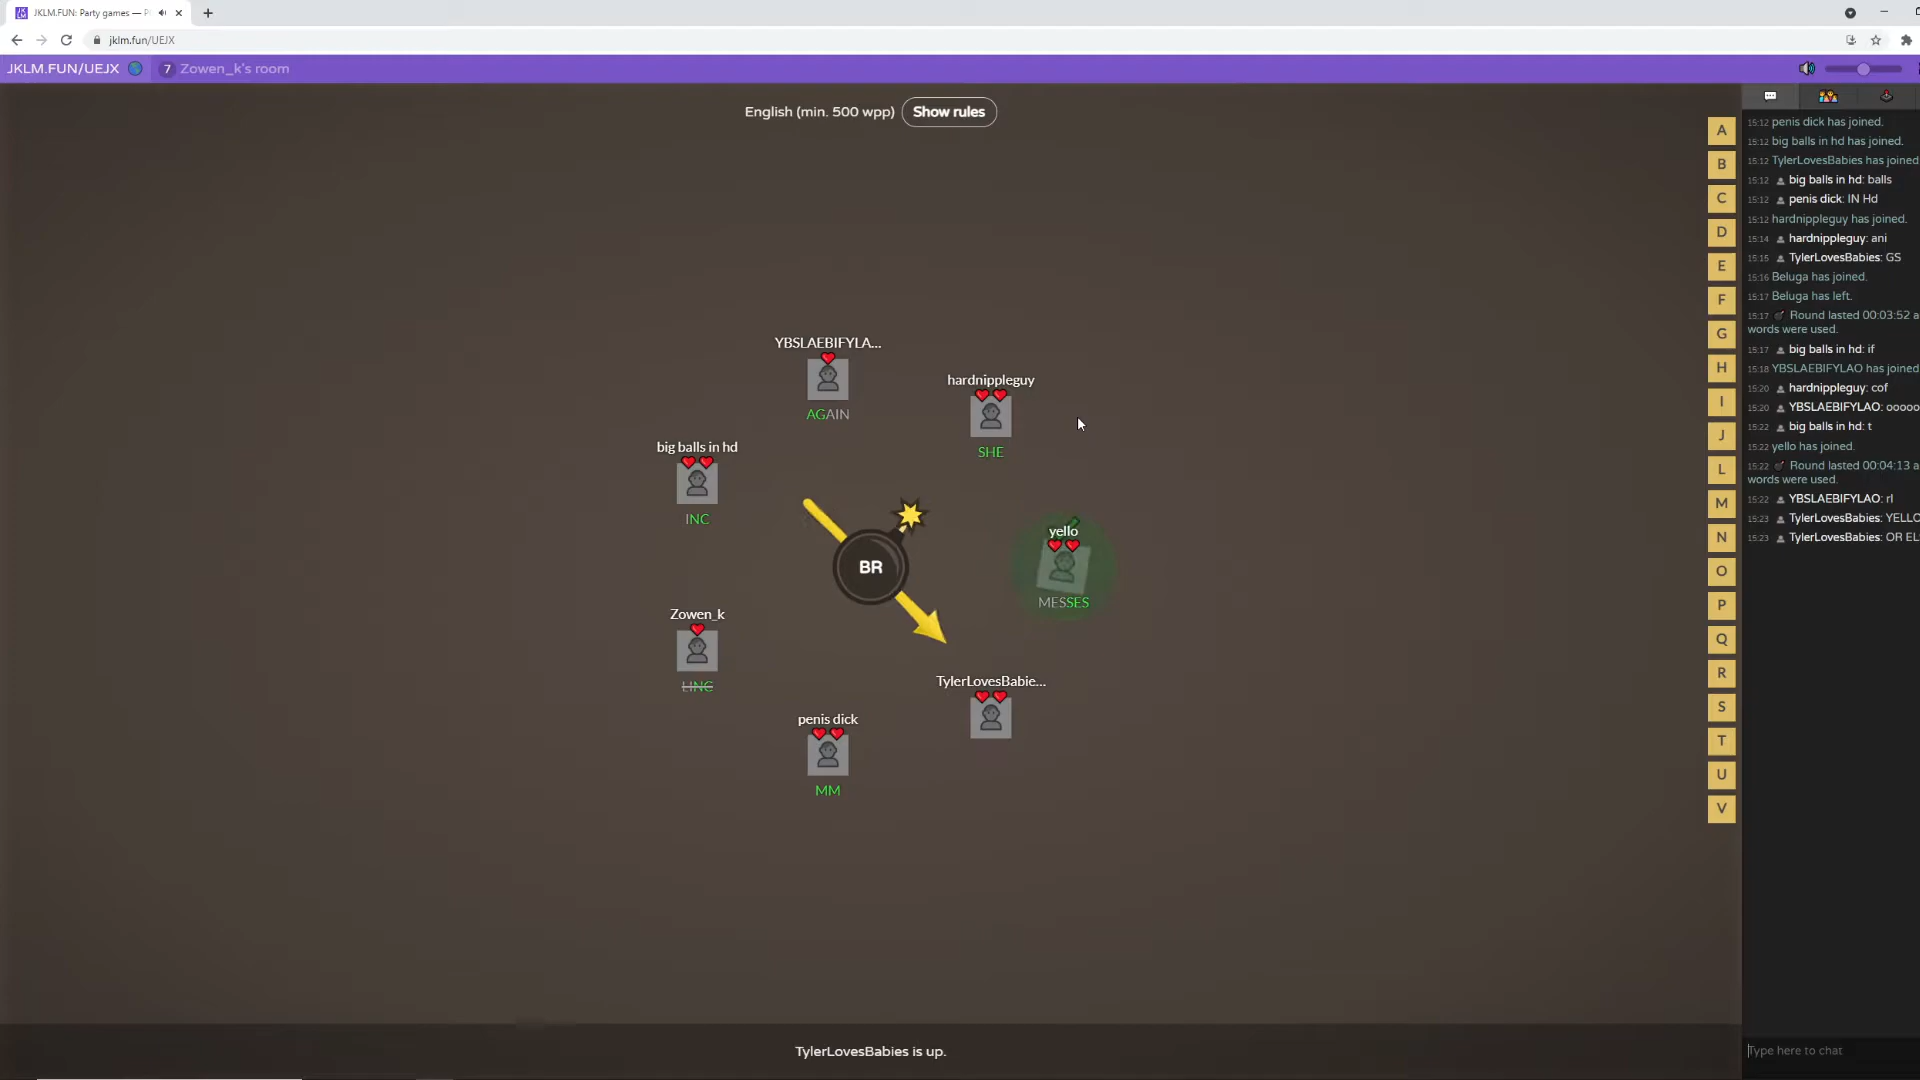 JKLM.FUN: Party games —
jklm.fun/UEJX
JKLM.FUN/UEJX 7 Zowen_k's room
English (min. 500 wpp) Show rules
YBSLAEBIFYLA...
AGAIN
hardnippleguy
SHE
big balls in hd
INC
BR
yello
MESSES
Zowen_k
LINC
TylerLovesBabie...
penis dick
MM
TylerLovesBabies is up.
A
B
C
D
E
F
G
H
I
J
L
M
N
O
P
Q
R
S
T
U
V
15:12 penis dick has joined.
15:12 big balls in hd has joined.
15:12 TylerLovesBabies has joined
15:12 big balls in hd: balls
15:12 penis dick: IN Hd
15:12 hardnippleguy has joined.
15:14 hardnippleguy: ani
15:15 TylerLovesBabies: GS
15:16 Beluga has joined.
15:17 Beluga has left.
15:17 Round lasted 00:03:52 a
words were used.
15:17 big balls in hd: if
15:18 YBSLAEBIFYLAO has joined
15:20 hardnippleguy: cof
15:20 YBSLAEBIFYLAO: ooooo
15:22 big balls in hd: t
15:22 yello has joined.
15:22 Round lasted 00:04:13 a
words were used.
15:22 YBSLAEBIFYLAO: rl
15:23 TylerLovesBabies: YELLO
15:23 TylerLovesBabies: OR EL
Type here to chat